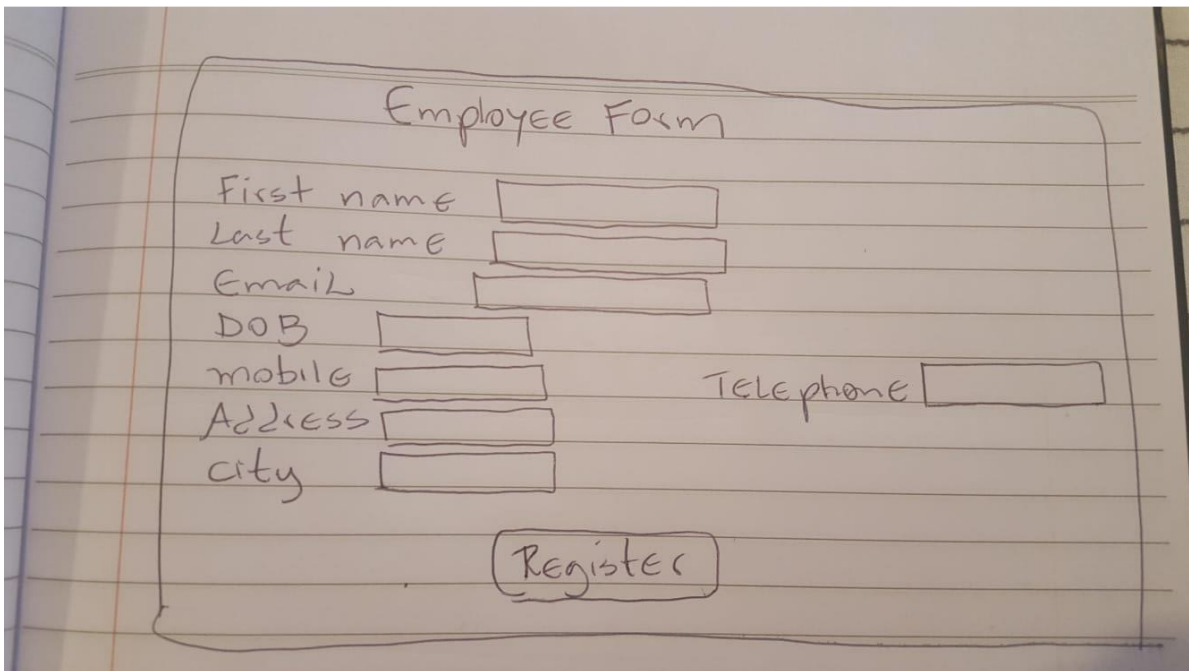 Employee Form
First name
Last name
Email
DOB
mobile Telephone
Address
city
Register